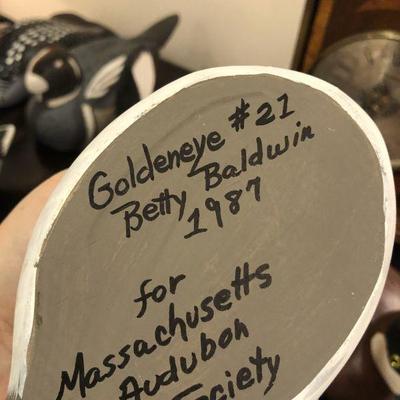 Goldeneye #21
Betty Baldwin
1987
for
Massachusetts
Audubon
Society